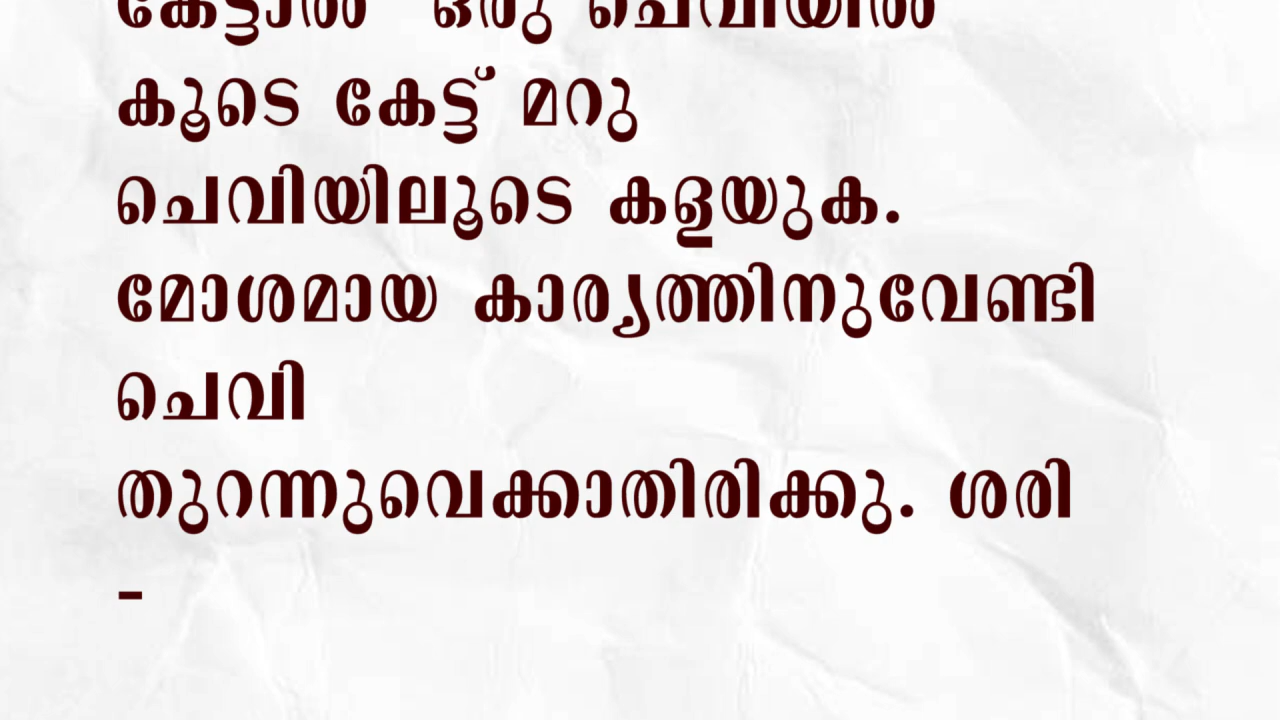 കേട്ടാൽ ഒരു ചെവിയിൽ
കൂടെ കേട്ട് മറു
ചെവിയിലൂടെ കളയുക.
മോശമായ കാര്യത്തിനുവേണ്ടി
ചെവി
തുറന്നുവെക്കാതിരിക്കു. ശരി
-